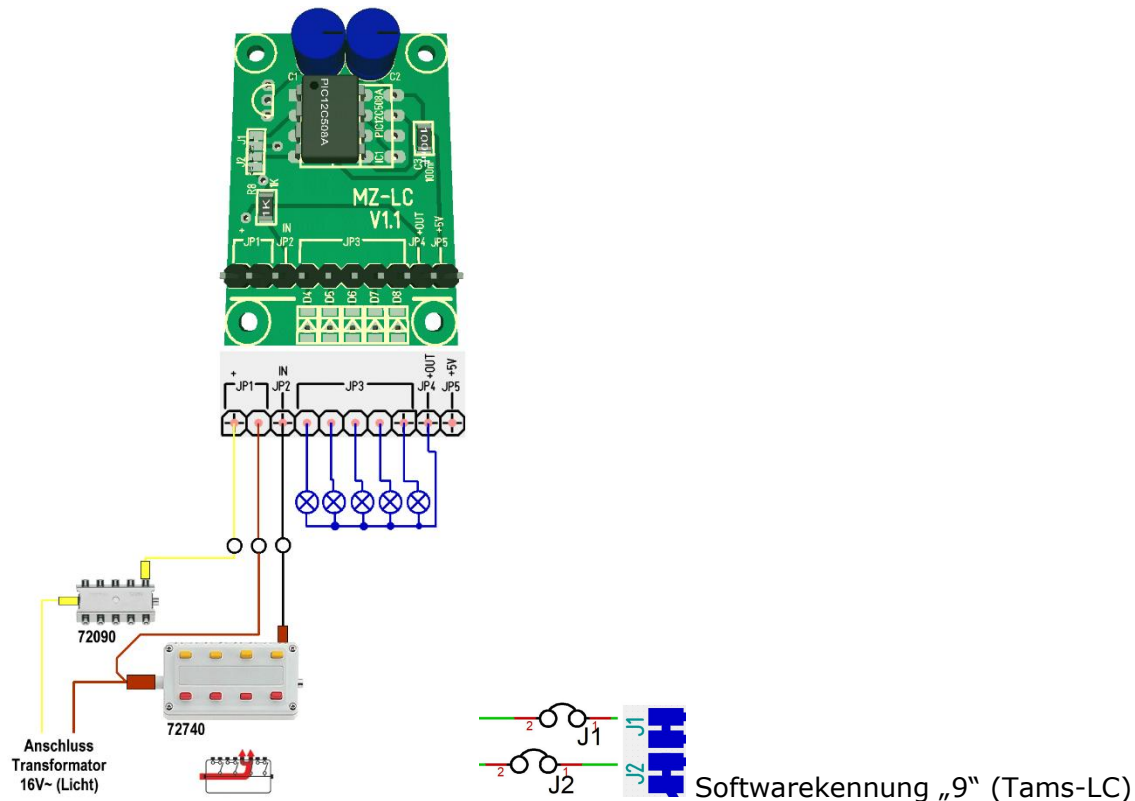 C1
C2
PIC12C508A
PIC12C508A
IC1
J1
J2
100n
C3
100n
R8
1K
1K
MZ-LC
V1.1
+
IN
+OUT
+5V
JP1
JP2
JP3
JP4
JP5
D4
D5
D6
D7
D8
+
IN
+OUT
+5V
JP1
JP2
JP3
JP4
JP5
72090
72740
Anschluss
Transformator
16V~ (Licht)
2
1
J1
J1
2
1
J2
J2
Softwarekennung „9“ (Tams-LC)